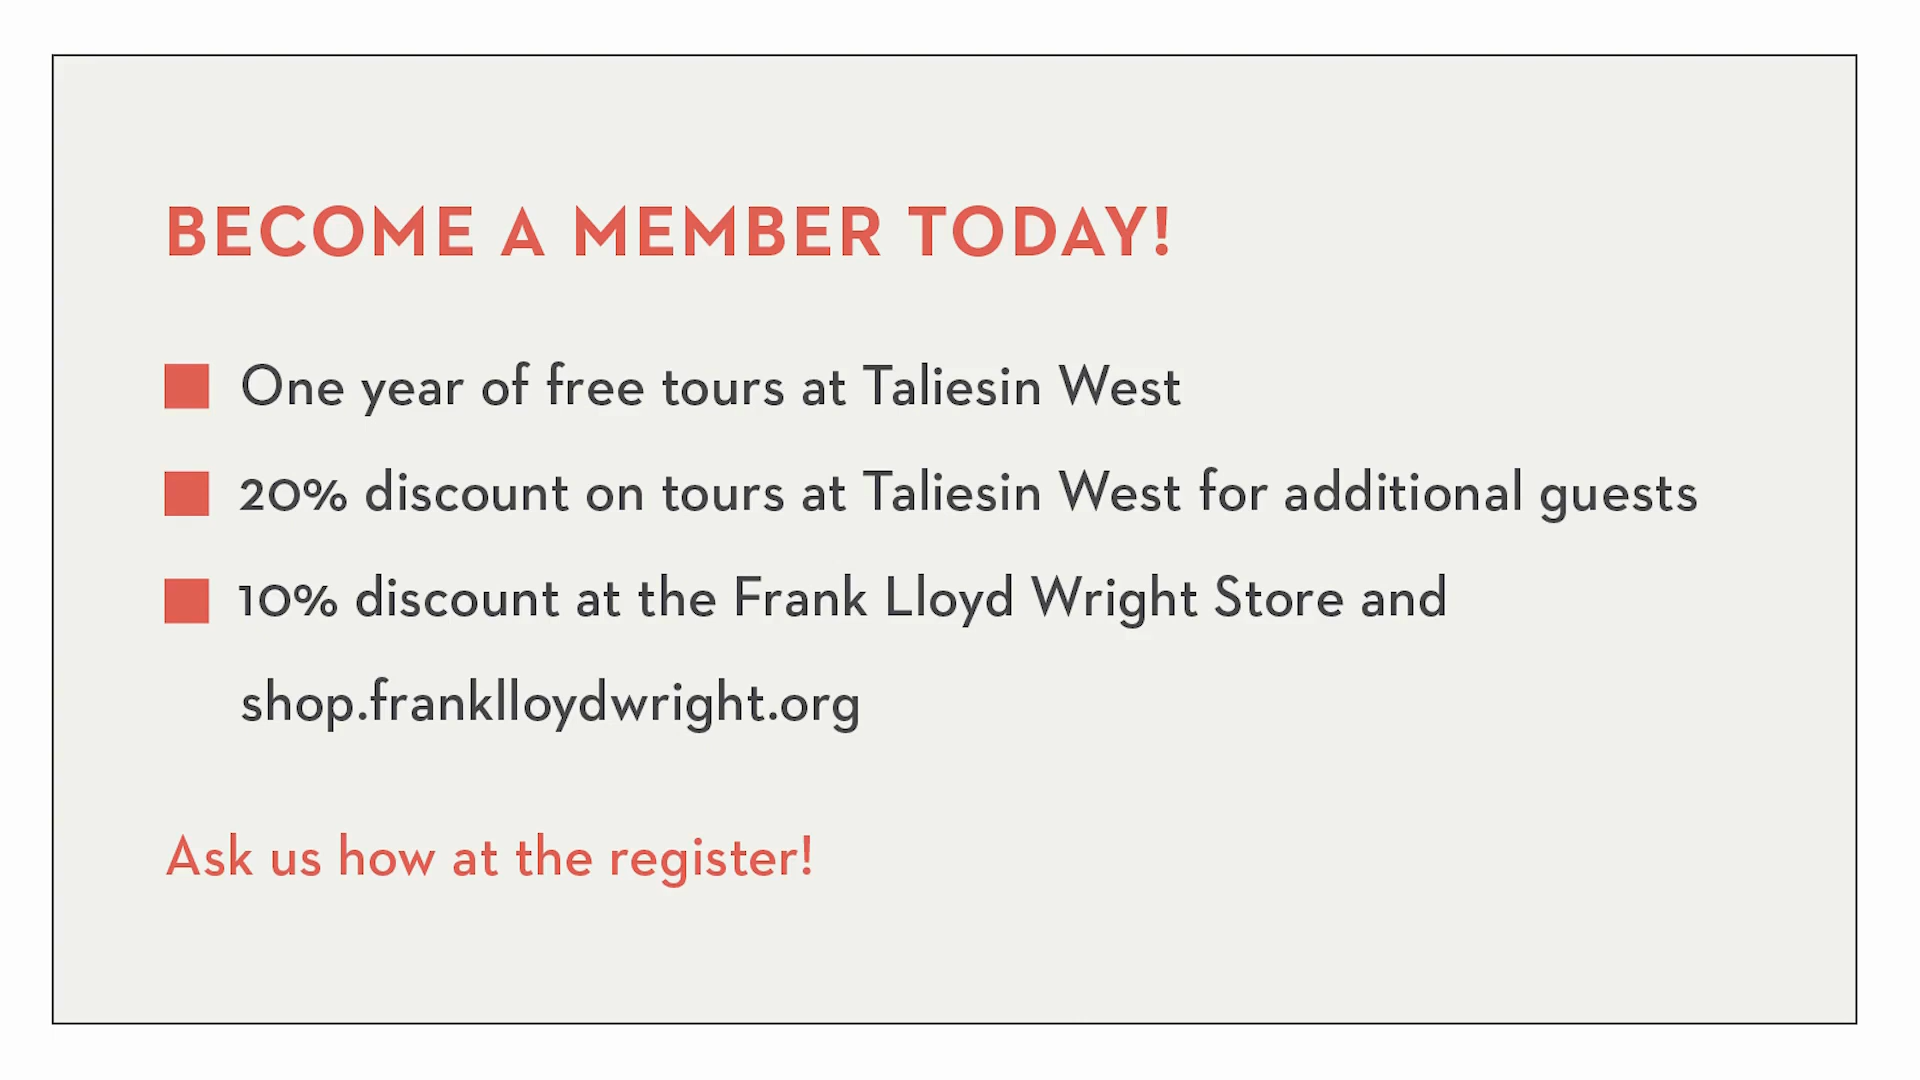 BECOME A MEMBER TODAY!
One year of free tours at Taliesin West
20% discount on tours at Taliesin West for additional guests
10% discount at the Frank Lloyd Wright Store and
shop.franklloydwright.org
Ask us how at the register!